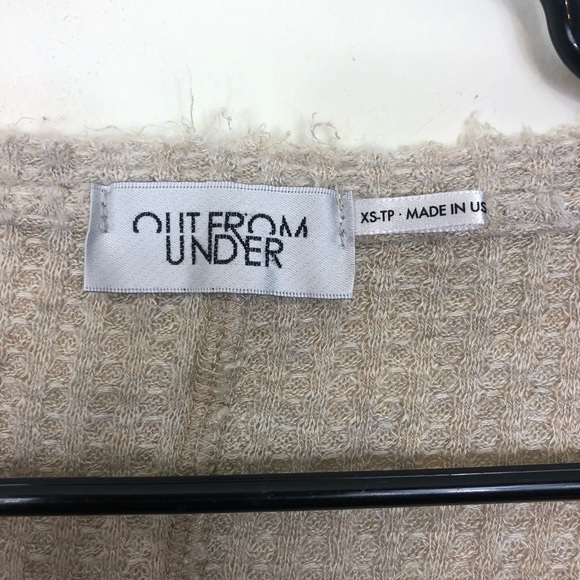 OUT FROM
UNDER
XS-TP · MADE IN US